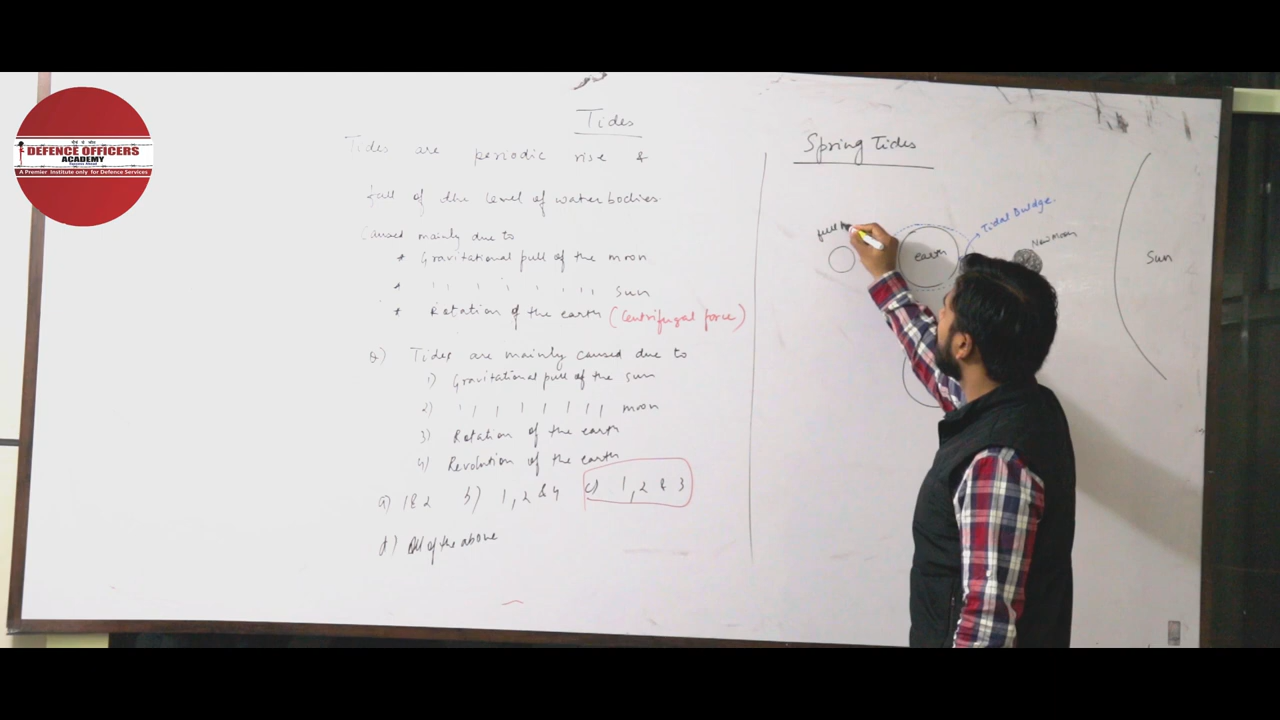 DEFENCE OFFICERS
ACADEMY
Success Ahead
A Premier Institute only for Defence Services
Tides
Tides are periodic rise &
fall of the level of water bodies.
Caused mainly due to
* Gravitational pull of the moon
* '' '' '' '' '' sun
* Rotation of the earth (Centrifugal force)
Q) Tides are mainly caused due to
1) Gravitational pull of the sun
2) '' '' '' '' '' moon
3) Rotation of the earth
4) Revolution of the earth
a) 1&2 b) 1, 2 & 4 c) 1, 2 & 3
d) All of the above
Spring Tides
Tidal Buldge.
full
earth
New Moon
Sun